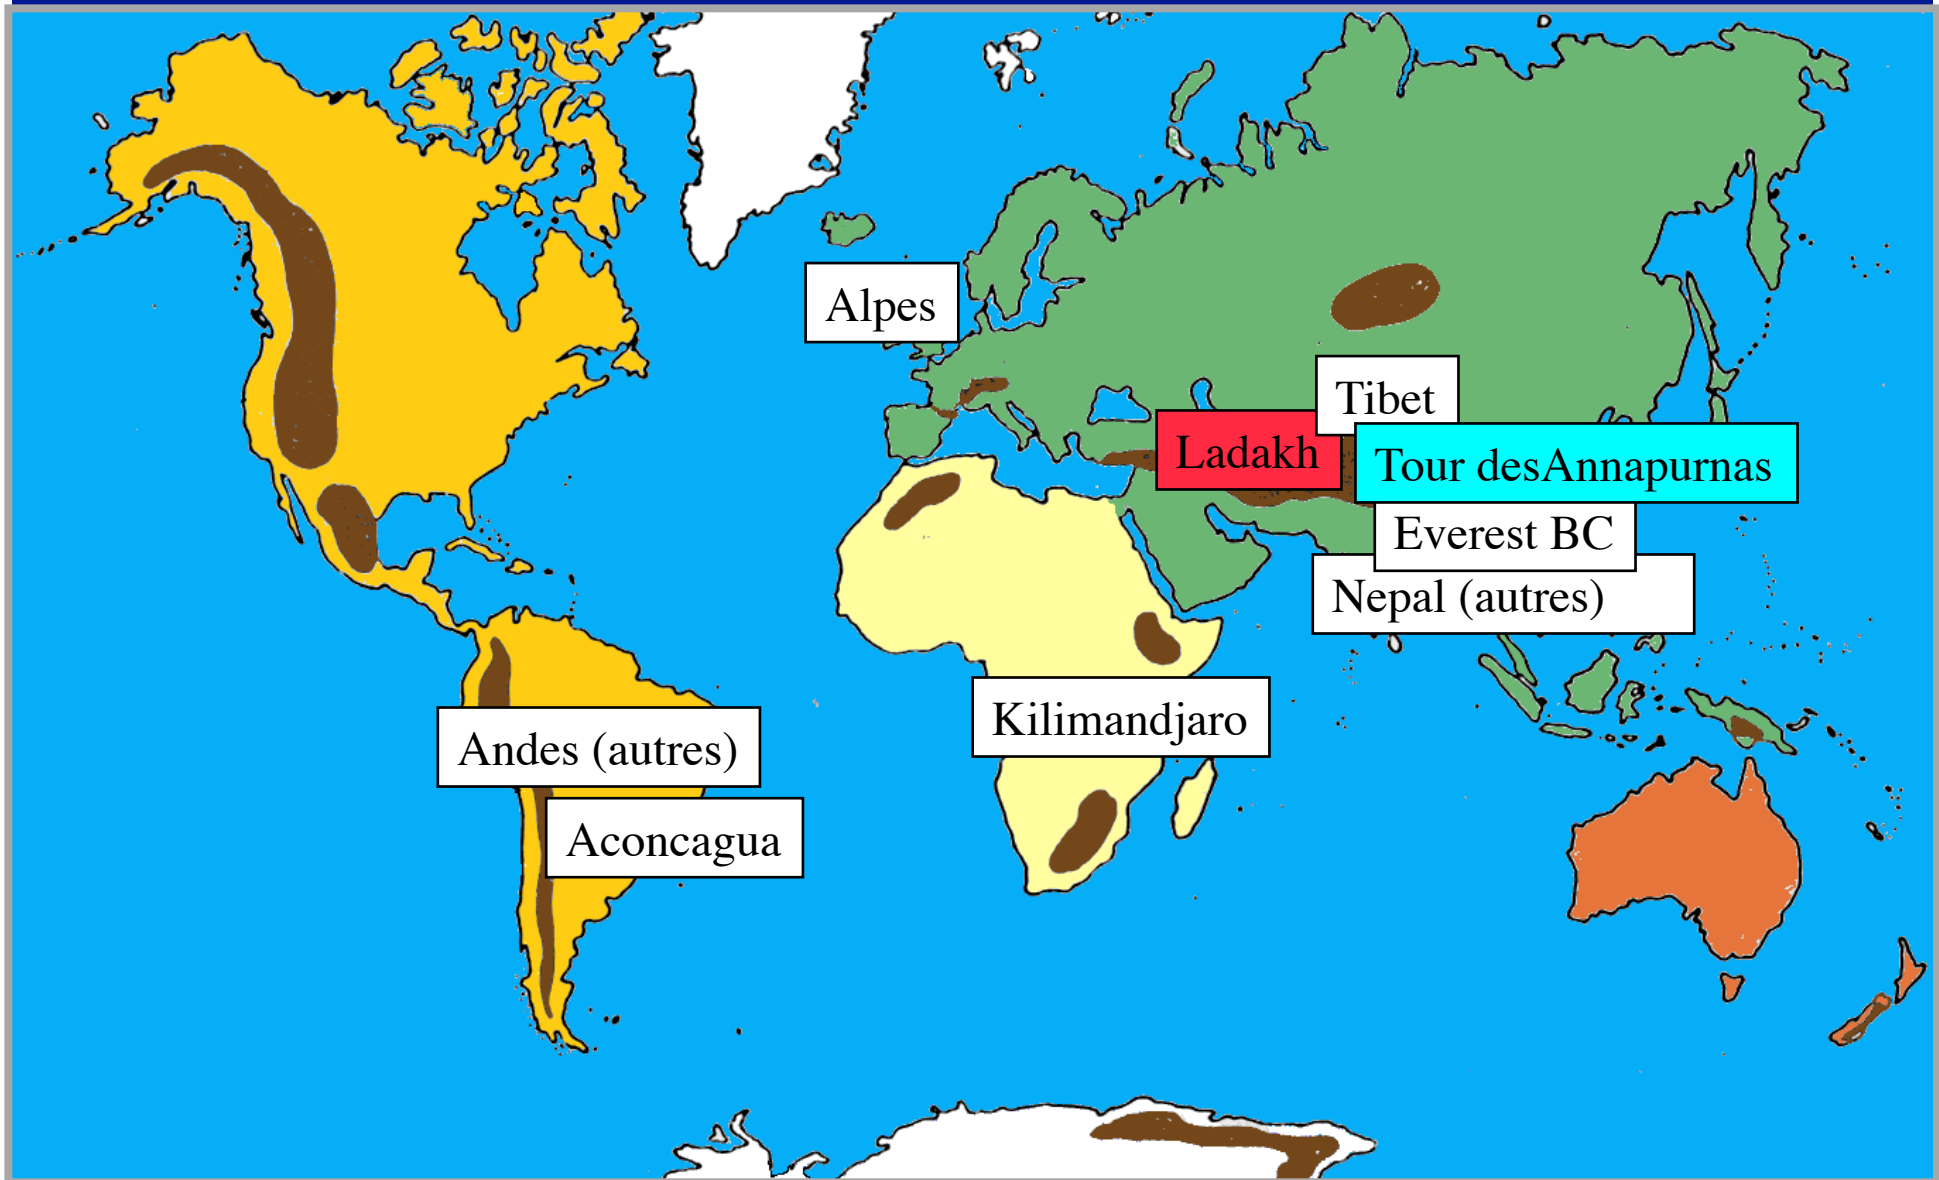 Alpes
Tibet
Ladakh
Tour desAnnapurnas
Everest BC
Nepal (autres)
Kilimandjaro
Andes (autres)
Aconcagua